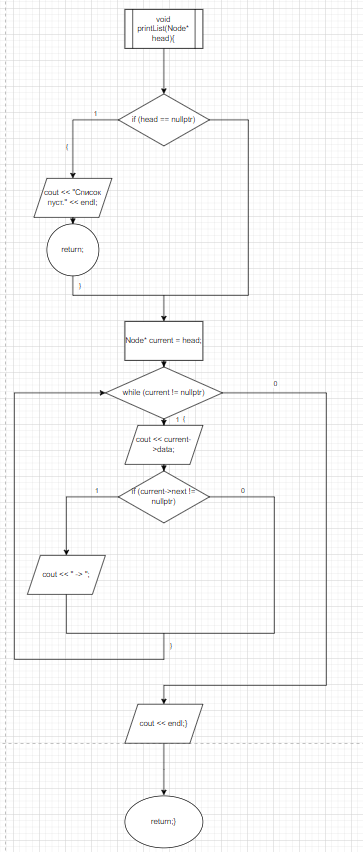 void
printList(Node*
head){
if (head == nullptr)
1
{
cout << "Список
пуст." << endl;
return;
}
Node* current = head;
while (current != nullptr)
0
1 {
cout << current-
>data;
if (current->next !=
nullptr)
1
0
cout << " -> ";
}
cout << endl;}
return;}